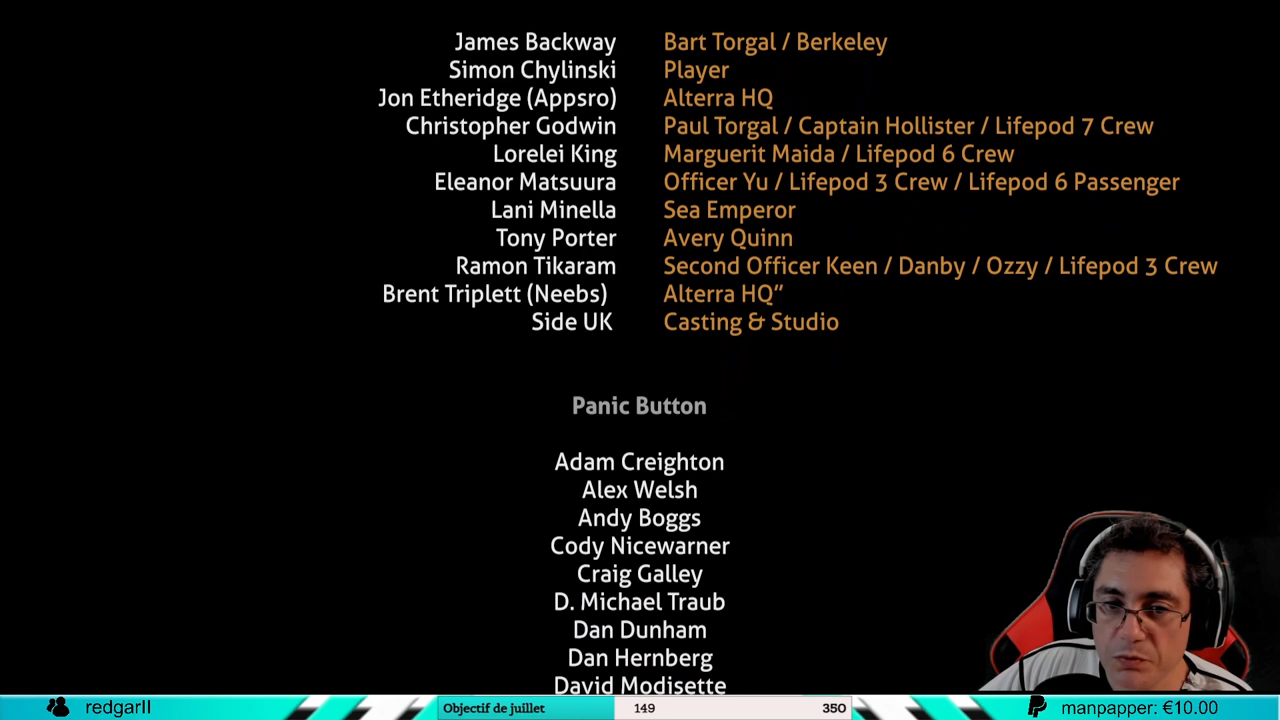 James Backway Bart Torgal / Berkeley
Simon Chylinski Player
Jon Etheridge (Appsro) Alterra HQ
Christopher Godwin Paul Torgal / Captain Hollister / Lifepod 7 Crew
Lorelei King Marguerit Maida / Lifepod 6 Crew
Eleanor Matsuura Officer Yu / Lifepod 3 Crew / Lifepod 6 Passenger
Lani Minella Sea Emperor
Tony Porter Avery Quinn
Ramon Tikaram Second Officer Keen / Danby / Ozzy / Lifepod 3 Crew
Brent Triplett (Neebs) Alterra HQ”
Side UK Casting & Studio
Panic Button
Adam Creighton
Alex Welsh
Andy Boggs
Cody Nicewarner
Craig Galley
D. Michael Traub
Dan Dunham
Dan Hernberg
David Modisette
redgarII Objectif de juillet 149 350 manpapper: €10.00